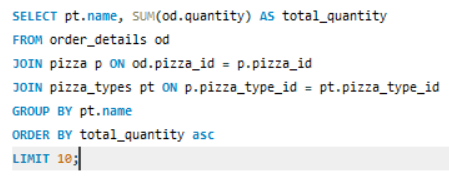 SELECT pt.name, SUM(od.quantity) AS total_quantity
FROM order_details od
JOIN pizza p ON od.pizza_id = p.pizza_id
JOIN pizza_types pt ON p.pizza_type_id = pt.pizza_type_id
GROUP BY pt.name
ORDER BY total_quantity asc
LIMIT 10;